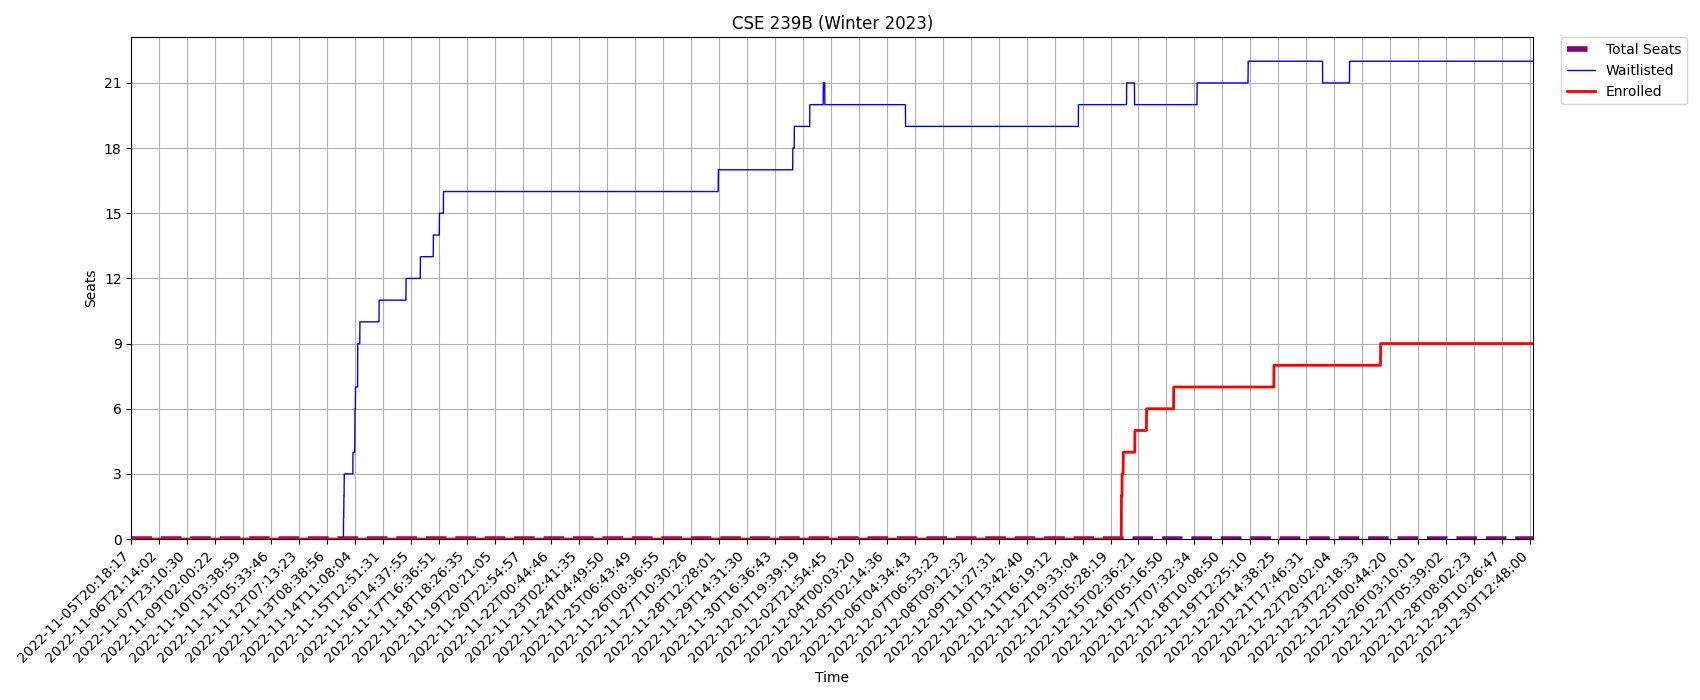 CSE 239B (Winter 2023)
Total Seats
Waitlisted
Enrolled
Seats
21
18
15
12
9
6
3
0
2022-11-05T20:18:17
2022-11-06T21:14:02
2022-11-07T23:10:30
2022-11-09T02:00:22
2022-11-10T03:38:59
2022-11-11T05:33:46
2022-11-12T07:13:23
2022-11-13T08:38:56
2022-11-14T11:08:04
2022-11-15T12:51:31
2022-11-16T14:37:55
2022-11-17T16:36:51
2022-11-18T18:26:35
2022-11-19T20:21:05
2022-11-20T22:54:57
2022-11-22T00:44:46
2022-11-23T02:41:35
2022-11-24T04:49:50
2022-11-25T06:43:49
2022-11-26T08:36:55
2022-11-27T10:30:26
2022-11-28T12:28:01
2022-11-29T14:31:30
2022-11-30T16:36:43
2022-12-01T19:39:19
2022-12-02T21:54:45
2022-12-04T00:03:20
2022-12-05T02:14:36
2022-12-06T04:34:43
2022-12-07T06:53:23
2022-12-08T09:12:32
2022-12-09T11:27:31
2022-12-10T13:42:40
2022-12-11T16:19:12
2022-12-12T19:33:04
2022-12-13T05:28:19
2022-12-15T02:36:21
2022-12-16T05:16:50
2022-12-17T07:32:34
2022-12-18T10:08:50
2022-12-19T12:25:10
2022-12-20T14:38:25
2022-12-21T17:46:31
2022-12-22T20:02:04
2022-12-23T22:18:33
2022-12-25T00:44:20
2022-12-26T03:10:01
2022-12-27T05:39:02
2022-12-28T08:02:23
2022-12-29T10:26:47
2022-12-30T12:48:00
Time